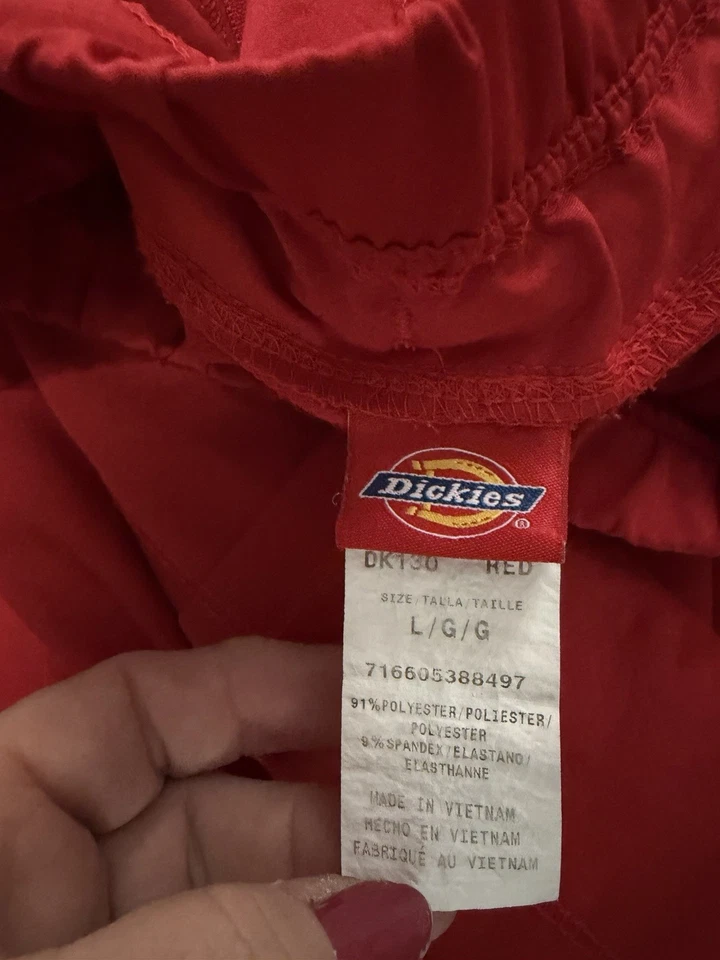 Dickies
®
DK130 RED
SIZE/TALLA/TAILLE
L/G/G
716605388497
91%POLYESTER/POLIESTER/
POLYESTER
9%SPANDEX/ELASTANO/
ELASTHANNE
MADE IN VIETNAM
HECHO EN VIETNAM
FABRIQUÉ AU VIETNAM